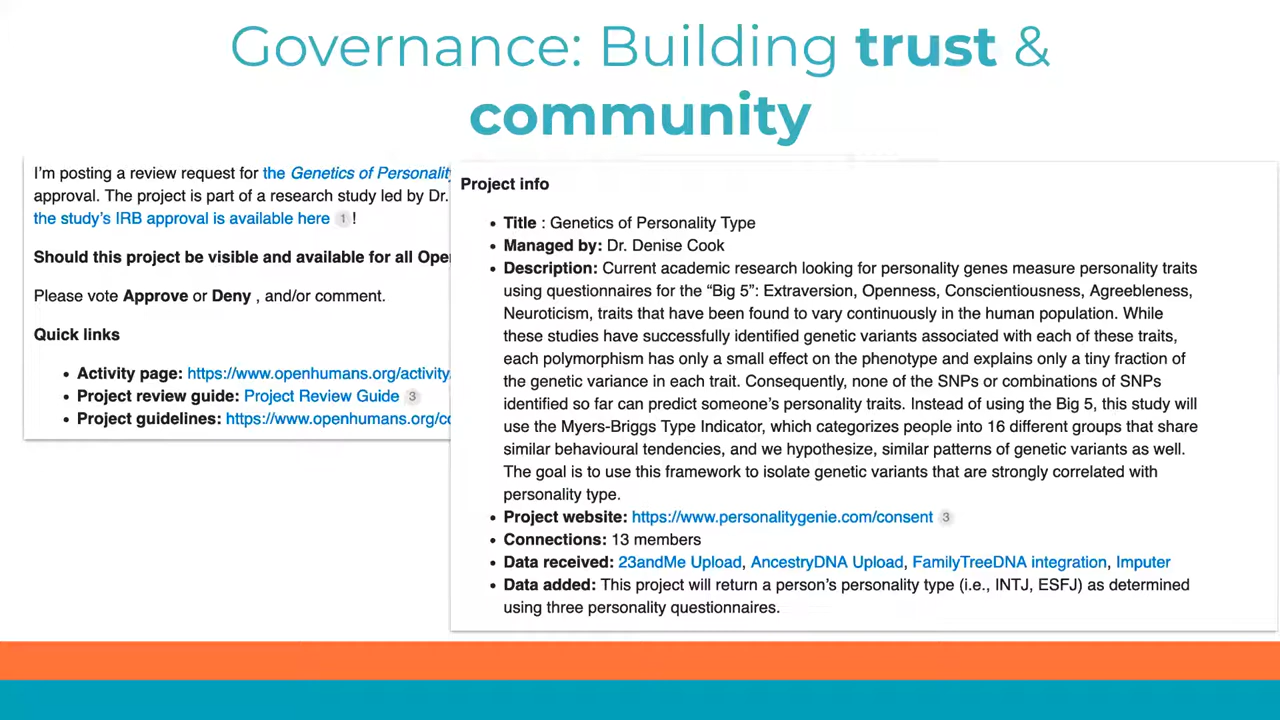 Governance: Building trust &
community
I'm posting a review request for the Genetics of Personality
approval. The project is part of a research study led by Dr.
the study's IRB approval is available here 1 !
Should this project be visible and available for all Ope
Please vote Approve or Deny , and/or comment.
Quick links
• Activity page: https://www.openhumans.org/activity
• Project review guide: Project Review Guide 3
• Project guidelines: https://www.openhumans.org/co
Project info
• Title : Genetics of Personality Type
• Managed by: Dr. Denise Cook
• Description: Current academic research looking for personality genes measure personality traits
using questionnaires for the “Big 5”: Extraversion, Openness, Conscientiousness, Agreebleness,
Neuroticism, traits that have been found to vary continuously in the human population. While
these studies have successfully identified genetic variants associated with each of these traits,
each polymorphism has only a small effect on the phenotype and explains only a tiny fraction of
the genetic variance in each trait. Consequently, none of the SNPs or combinations of SNPs
identified so far can predict someone's personality traits. Instead of using the Big 5, this study will
use the Myers-Briggs Type Indicator, which categorizes people into 16 different groups that share
similar behavioural tendencies, and we hypothesize, similar patterns of genetic variants as well.
The goal is to use this framework to isolate genetic variants that are strongly correlated with
personality type.
• Project website: https://www.personalitygenie.com/consent 3
• Connections: 13 members
• Data received: 23andMe Upload, AncestryDNA Upload, FamilyTreeDNA integration, Imputer
• Data added: This project will return a person's personality type (i.e., INTJ, ESFJ) as determined
using three personality questionnaires.